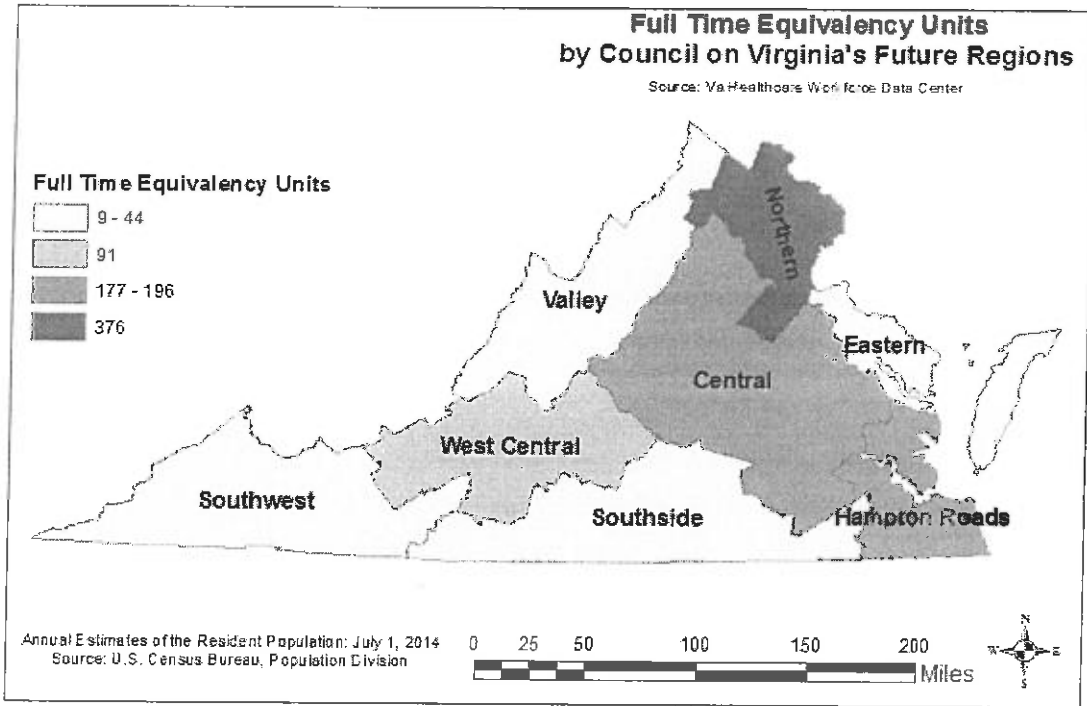 Full Time Equivalency Units
by Council on Virginia's Future Regions
Source: Va Healthcare Work force Data Center
Full Time Equivalency Units
9 - 44
91
177 - 196
376
Northern
Valley
Eastern
Central
West Central
Southwest
Southside
Hampton Roads
Annual Estimates of the Resident Population: July 1, 2014
Source: U.S. Census Bureau, Population Division
0 25 50 100 150 200
Miles
N
W E
S